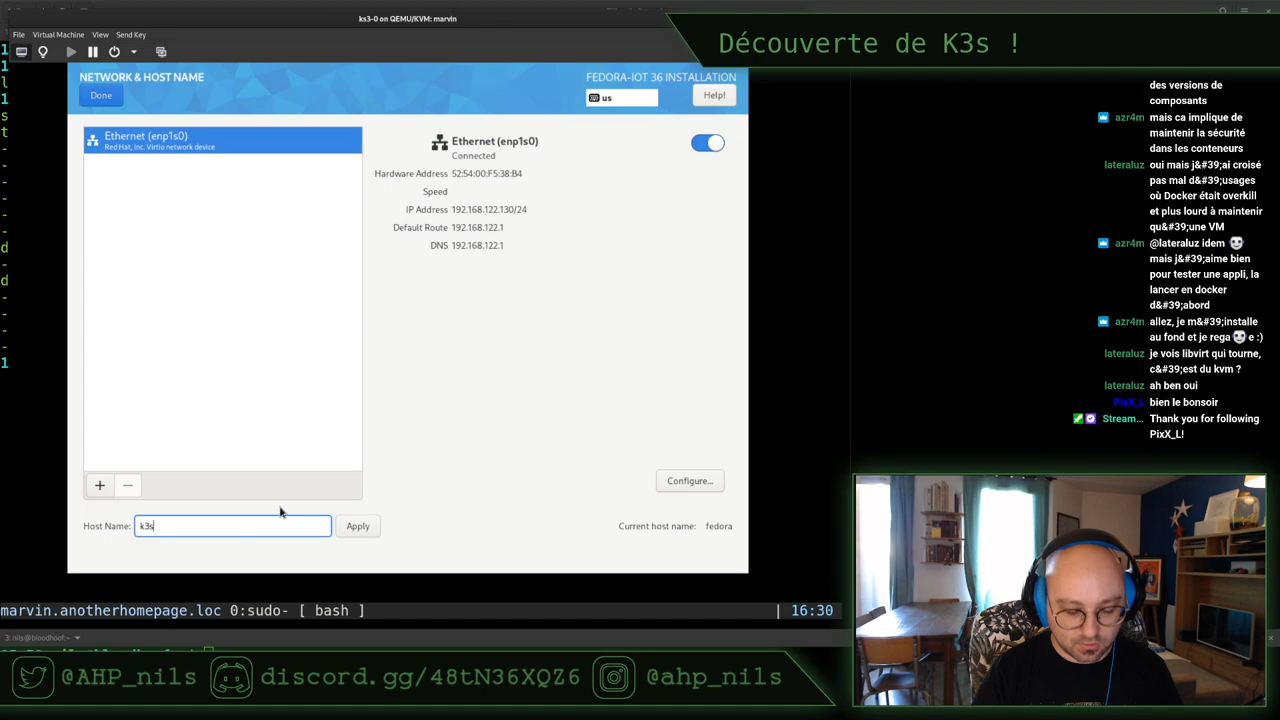 ks3-0 on QEMU/KVM: marvin
File Virtual Machine View Send Key
Découverte de K3s !
NETWORK & HOST NAME
Done
FEDORA-IOT 36 INSTALLATION
us
Help!
Ethernet (enp1s0)
Red Hat, Inc. Virtio network device
Ethernet (enp1s0)
Connected
Hardware Address 52:54:00:F5:38:B4
Speed
IP Address 192.168.122.130/24
Default Route 192.168.122.1
DNS 192.168.122.1
Configure...
Host Name: k3s
Apply
Current host name: fedora
1
1
l
1
s
t
-
-
-
-
-
-
d
-
d
-
-
-
-
1
marvin.anotherhomepage.loc 0:sudo- [ bash ] | 16:30
3: nils@bloodhoof:~
des versions de
composants
azr4m mais ca implique de
maintenir la sécurité
dans les conteneurs
lateraluz oui mais j&#39;ai croisé
pas mal d&#39;usages
où Docker était overkill
et plus lourd à maintenir
qu&#39;une VM
azr4m @lateraluz idem
mais j&#39;aime bien
pour tester une appli, la
lancer en docker
d&#39;abord
azr4m allez, je m&#39;installe
au fond et je rega e :)
lateraluz je vois libvirt qui tourne,
c&#39;est du kvm ?
lateraluz ah ben oui
PixX_L bien le bonsoir
Stream... Thank you for following
PixX_L!
@AHP_nils discord.gg/48tN36XQZ6 @ahp_nils